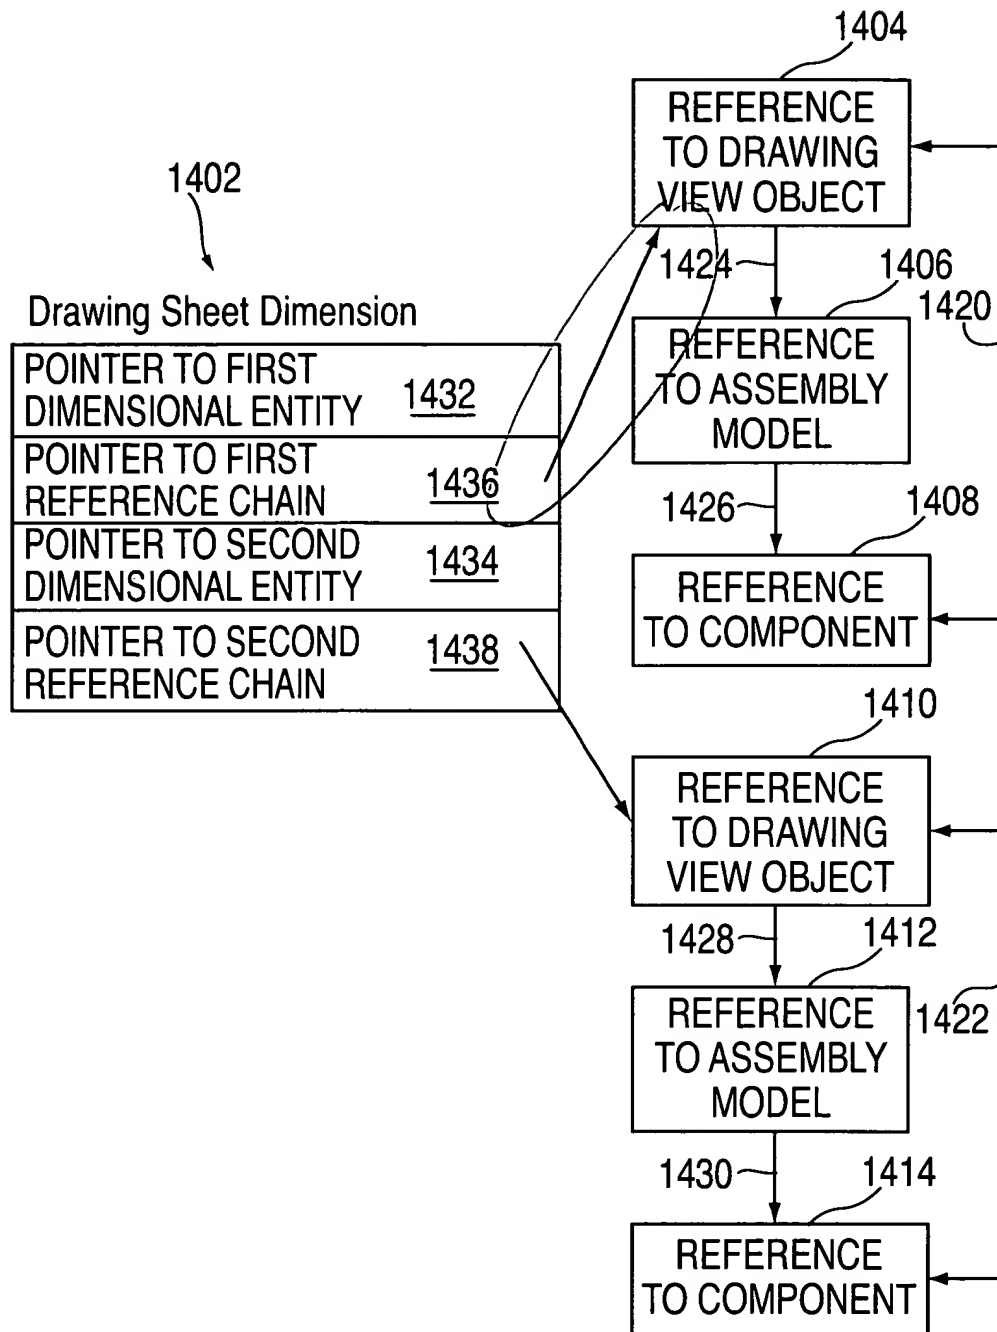 1404
REFERENCE
TO DRAWING
VIEW OBJECT
1402
1424
1406
1420
Drawing Sheet Dimension
POINTER TO FIRST
DIMENSIONAL ENTITY 1432
POINTER TO FIRST
REFERENCE CHAIN 1436
POINTER TO SECOND
DIMENSIONAL ENTITY 1434
POINTER TO SECOND
REFERENCE CHAIN 1438
REFERENCE
TO ASSEMBLY
MODEL
1426
1408
REFERENCE
TO COMPONENT
1410
REFERENCE
TO DRAWING
VIEW OBJECT
1428
1412
REFERENCE
TO ASSEMBLY
MODEL
1422
1430
1414
REFERENCE
TO COMPONENT